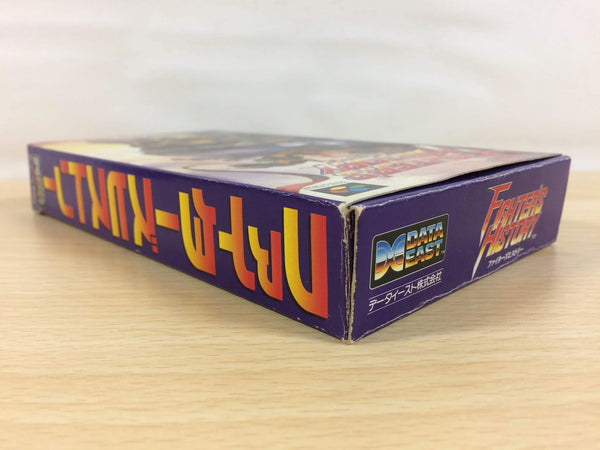 ファイターズヒストリー
DATA
EAST
データイースト株式会社
FIGHTER'S
HISTORY
TM
ファイターズヒストリー